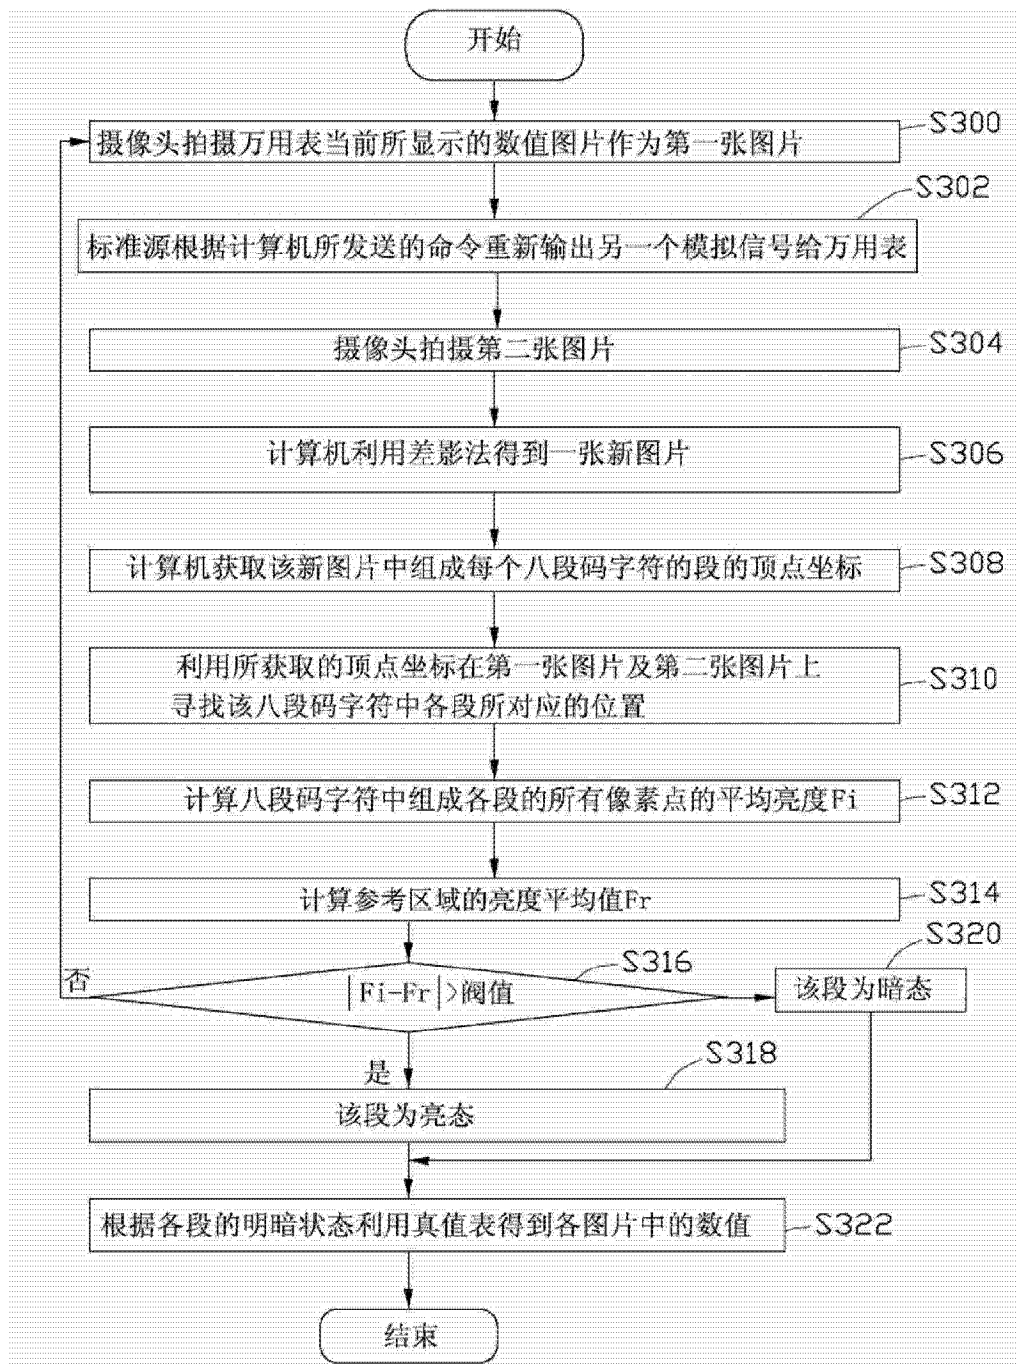 开始
摄像头拍摄万用表当前所显示的数值图片作为第一张图片
S300
标准源根据计算机所发送的命令重新输出另一个模拟信号给万用表
S302
摄像头拍摄第二张图片
S304
计算机利用差影法得到一张新图片
S306
计算机获取该新图片中组成每个八段码字符的段的顶点坐标
S308
利用所获取的顶点坐标在第一张图片及第二张图片上
寻找该八段码字符中各段所对应的位置
S310
计算八段码字符中组成各段的所有像素点的平均亮度Fi
S312
计算参考区域的亮度平均值Fr
S314
否
|Fi-Fr|>阀值
S316
该段为暗态
S320
是
该段为亮态
S318
根据各段的明暗状态利用真值表得到各图片中的数值
S322
结束